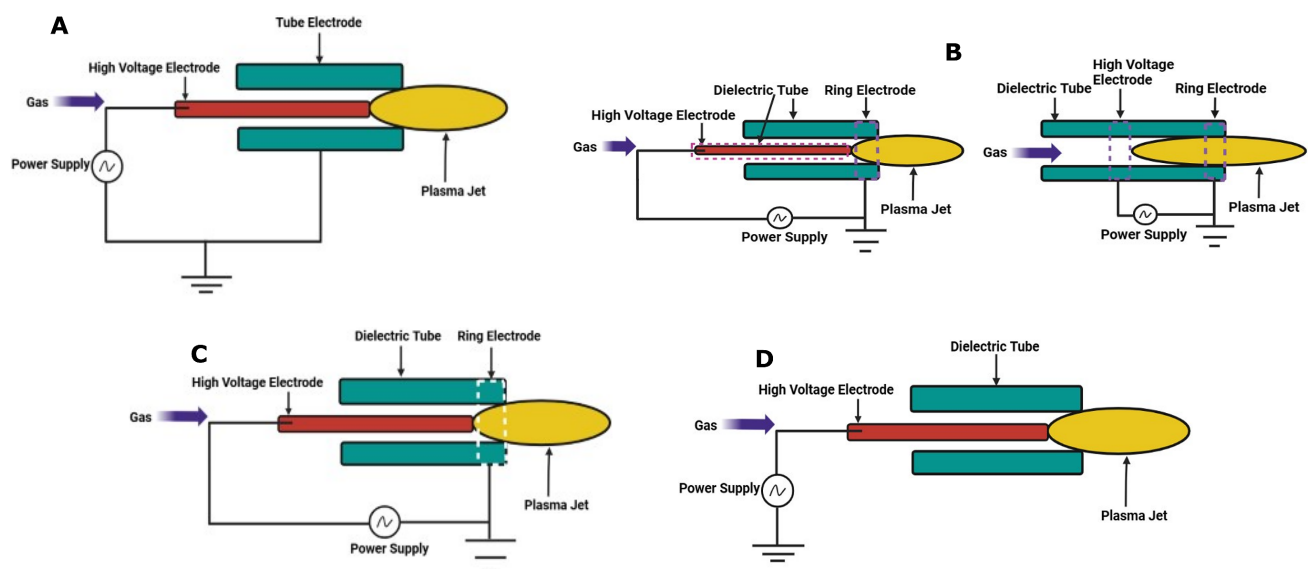 A
Tube Electrode
High Voltage Electrode
Gas
Power Supply
Plasma Jet
B
Dielectric Tube
Ring Electrode
High Voltage Electrode
Gas
Plasma Jet
Power Supply
High Voltage
Electrode
Dielectric Tube
Ring Electrode
Gas
Plasma Jet
Power Supply
C
Dielectric Tube
Ring Electrode
High Voltage Electrode
Gas
Plasma Jet
Power Supply
D
Dielectric Tube
High Voltage Electrode
Gas
Power Supply
Plasma Jet